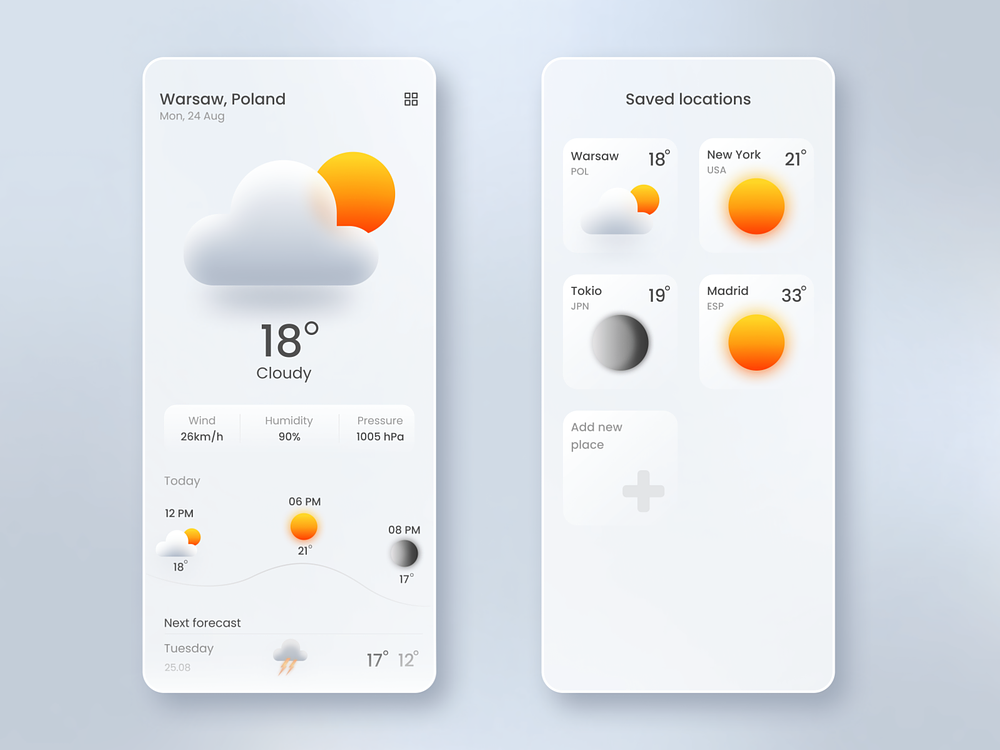 Warsaw, Poland
Mon, 24 Aug
18°
Cloudy
Wind Humidity Pressure
26km/h 90% 1005 hPa
Today
12 PM
18°
06 PM
21°
08 PM
17°
Next forecast
Tuesday
25.08
17° 12°
Saved locations
Warsaw 18°
POL
New York 21°
USA
Tokio 19°
JPN
Madrid 33°
ESP
Add new
place